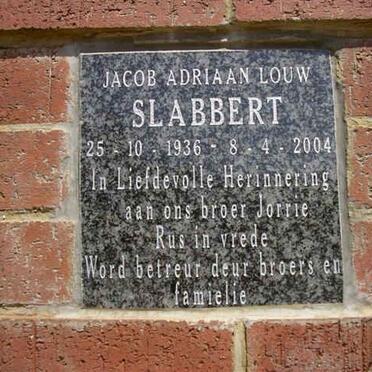 JACOB ADRIAAN LOUW
SLABBERT
25 - 10 - 1936 - 8 - 4 - 2004
In Liefdevolle Herinnering
aan ons broer Jorrie
Rus in vrede
Word betreur deur broers en
famielie